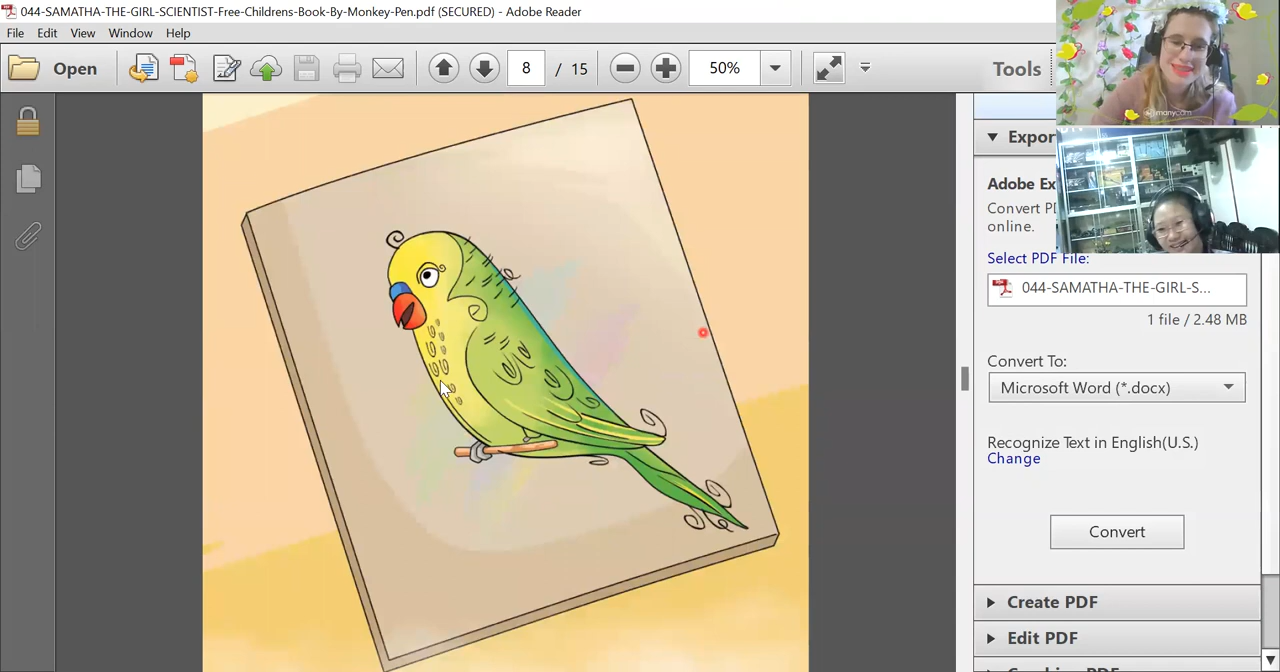 044-SAMATHA-THE-GIRL-SCIENTIST-Free-Childrens-Book-By-Monkey-Pen.pdf (SECURED) - Adobe Reader
File Edit View Window Help
Open 8 / 15 50% Tools
manycam
Expor
Adobe Ex
Convert PD
online.
Select PDF File:
044-SAMATHA-THE-GIRL-S...
1 file / 2.48 MB
Convert To:
Microsoft Word (*.docx)
Recognize Text in English(U.S.)
Change
Convert
Create PDF
Edit PDF